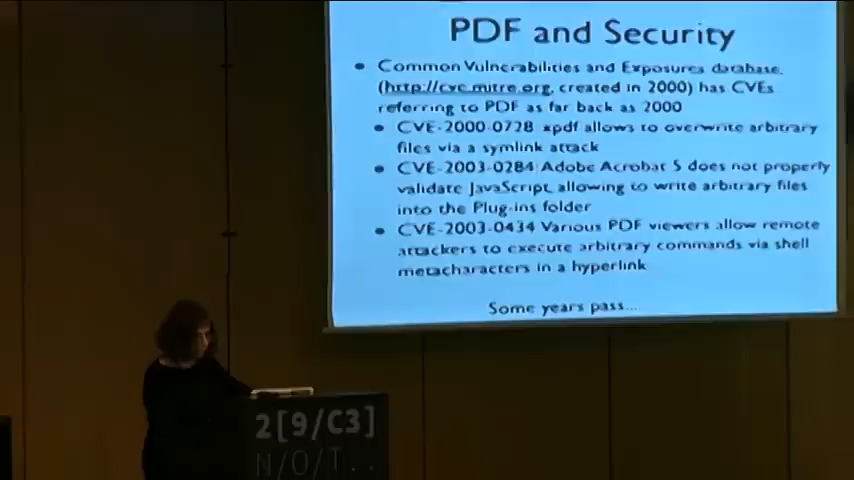 PDF and Security
• Common Vulnerabilities and Exposures database,
(http://cve.mitre.org, created in 2000) has CVEs
referring to PDF as far back as 2000
• CVE-2000-0728 xpdf allows to overwrite arbitrary
files via a symlink attack
• CVE-2003-0284 Adobe Acrobat 5 does not properly
validate JavaScript, allowing to write arbitrary files
into the Plug-ins folder
• CVE-2003-0434 Various PDF viewers allow remote
attackers to execute arbitrary commands via shell
metacharacters in a hyperlink
Some years pass...
2[9/C3]
N/O/T..